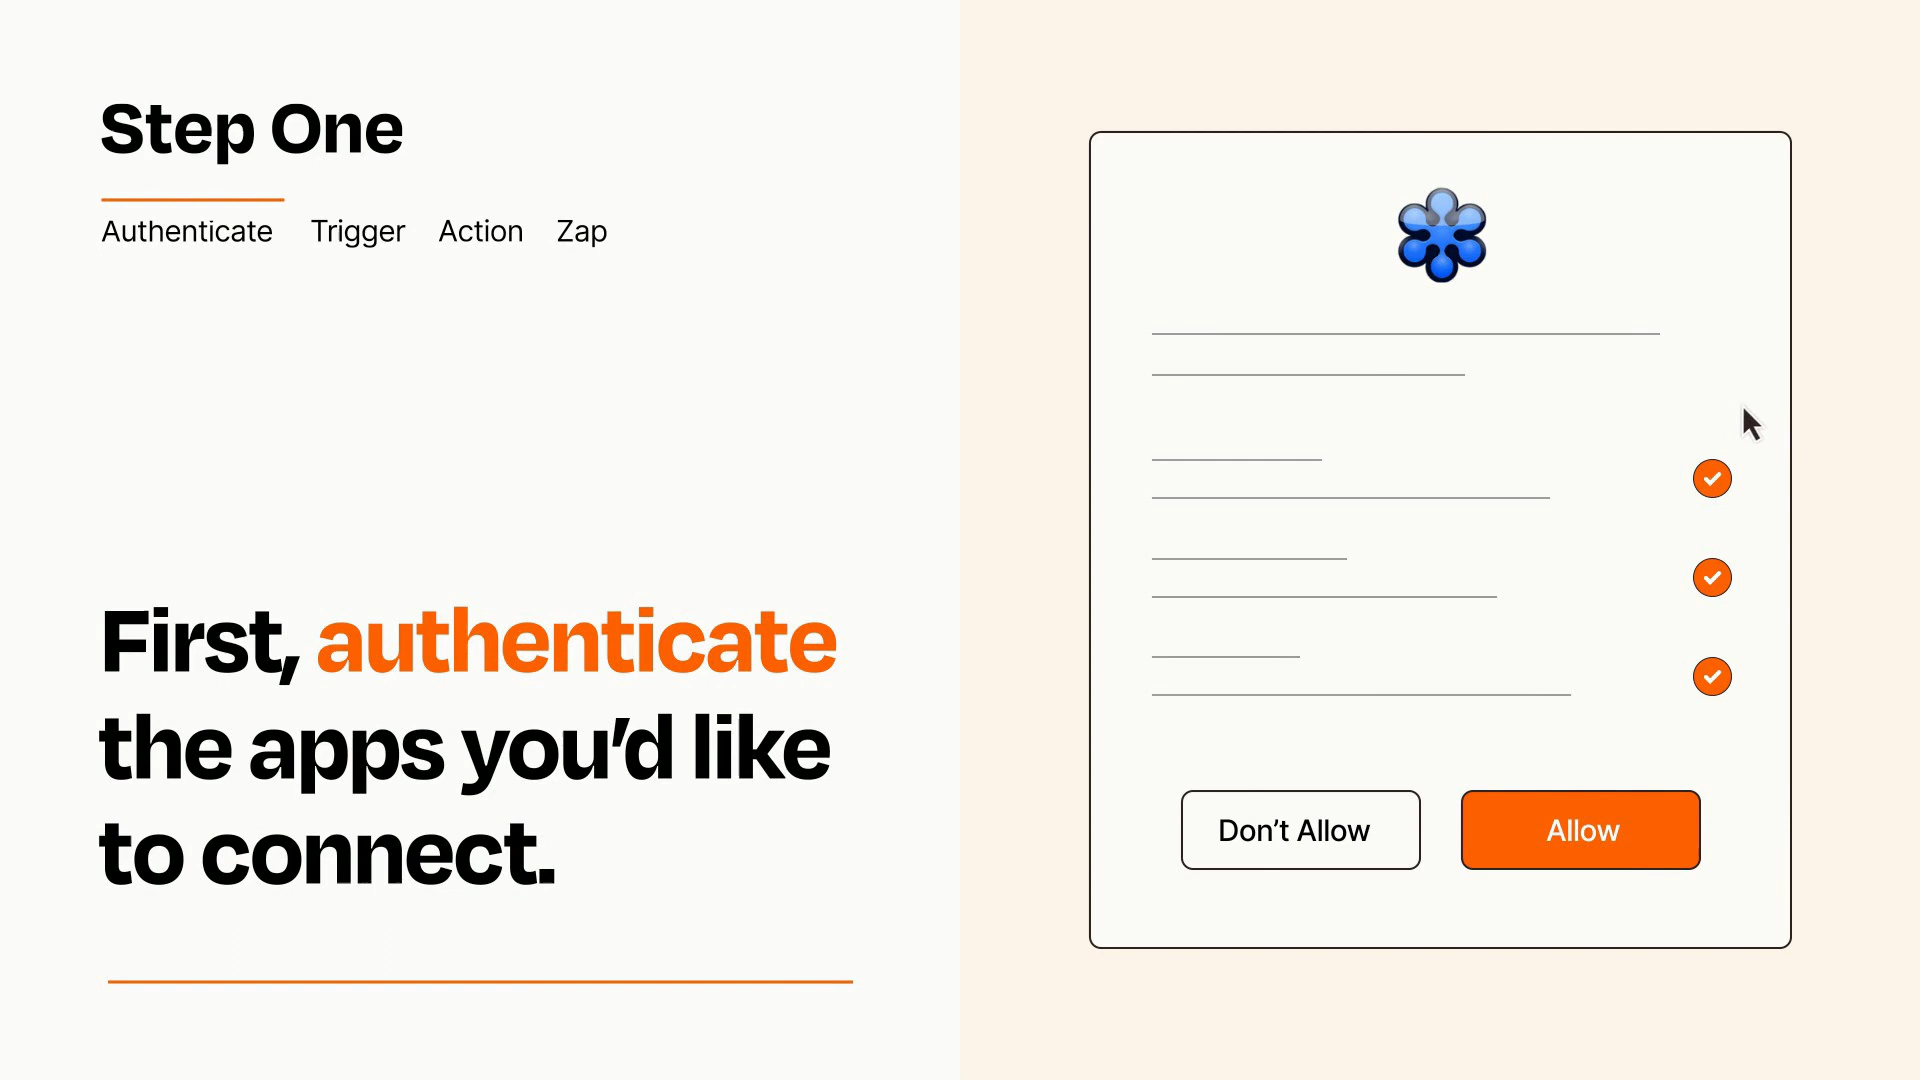 Step One
Authenticate Trigger Action Zap
First, authenticate
the apps you’d like
to connect.
Don’t Allow Allow